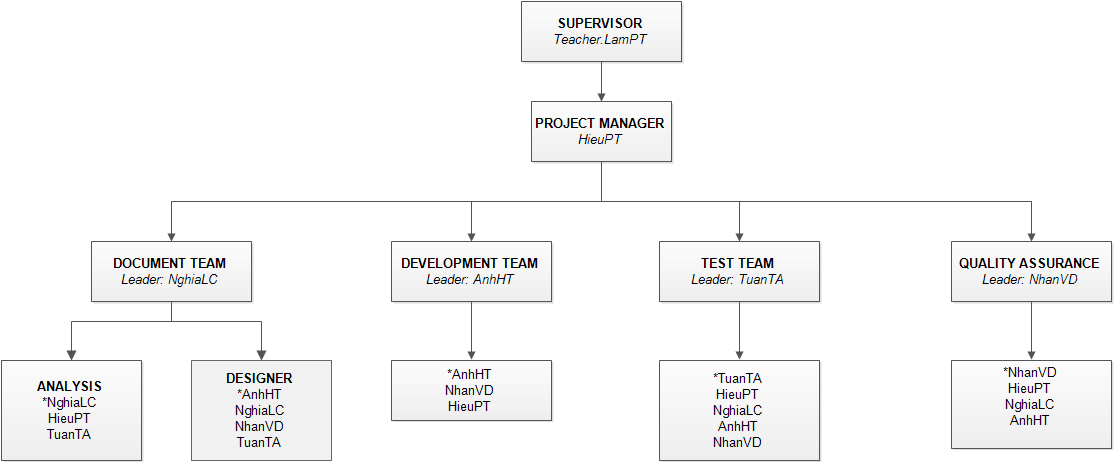 SUPERVISOR
Teacher.LamPT
PROJECT MANAGER
HieuPT
DOCUMENT TEAM
Leader: NghiaLC
DEVELOPMENT TEAM
Leader: AnhHT
TEST TEAM
Leader: TuanTA
QUALITY ASSURANCE
Leader: NhanVD
ANALYSIS
*NghiaLC
HieuPT
TuanTA
DESIGNER
*AnhHT
NghiaLC
NhanVD
TuanTA
*AnhHT
NhanVD
HieuPT
*TuanTA
HieuPT
NghiaLC
AnhHT
NhanVD
*NhanVD
HieuPT
NghiaLC
AnhHT